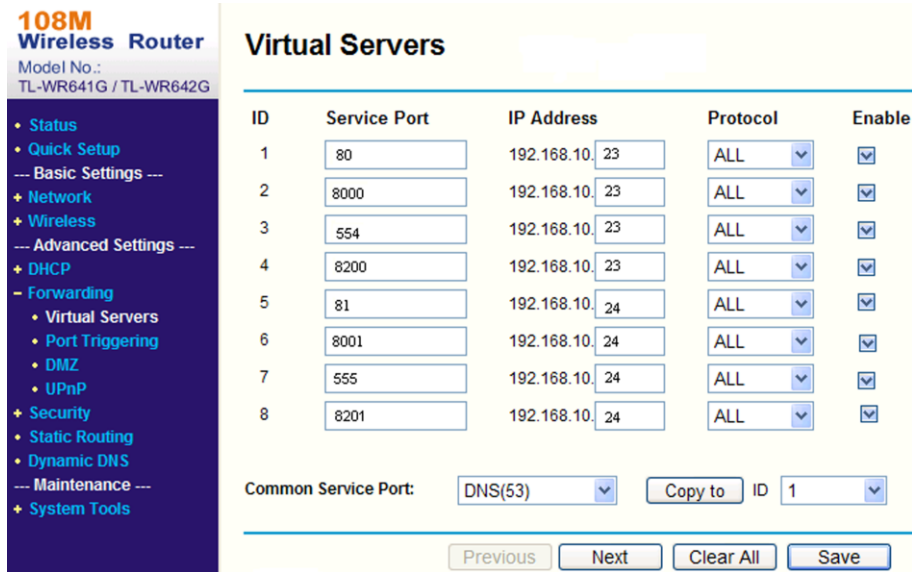 108M
Wireless Router
Model No.:
TL-WR641G / TL-WR642G
Status
Quick Setup
--- Basic Settings ---
+ Network
+ Wireless
--- Advanced Settings ---
+ DHCP
– Forwarding
Virtual Servers
Port Triggering
DMZ
UPnP
+ Security
Static Routing
Dynamic DNS
--- Maintenance ---
+ System Tools
Virtual Servers
ID Service Port IP Address Protocol Enable
1 80 192.168.10. 23 ALL
2 8000 192.168.10. 23 ALL
3 554 192.168.10. 23 ALL
4 8200 192.168.10. 23 ALL
5 81 192.168.10. 24 ALL
6 8001 192.168.10. 24 ALL
7 555 192.168.10. 24 ALL
8 8201 192.168.10. 24 ALL
Common Service Port: DNS(53) Copy to ID 1
Previous Next Clear All Save